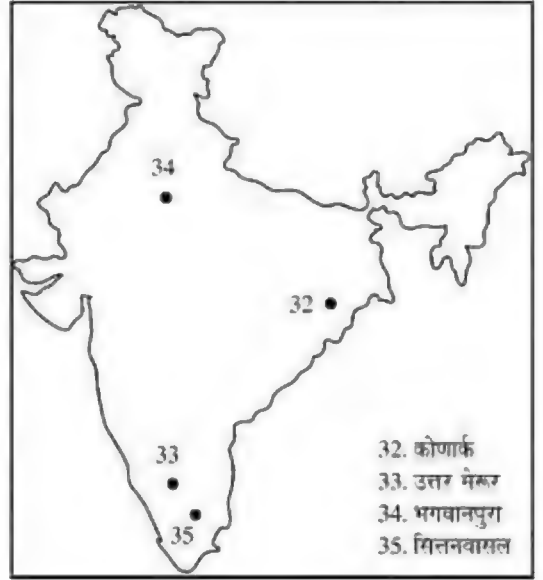 34
32
33
35
32. कोणार्क
33. उत्तर मेरूर
34. भगवानपुरा
35. सित्तनवासल